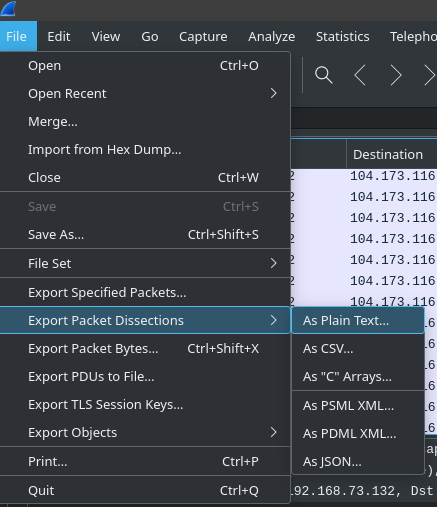 File Edit View Go Capture Analyze Statistics Telepho
Open Ctrl+O
Open Recent
Merge...
Import from Hex Dump...
Close Ctrl+W
Destination
2 104.173.116
Save Ctrl+S
2 104.173.116
2 104.173.116
Save As... Ctrl+Shift+S
2 104.173.116
File Set
2 104.173.116
2 104.173.116
Export Specified Packets...
2 104.173.116
Export Packet Dissections
As Plain Text...
16
Export Packet Bytes... Ctrl+Shift+X
As CSV...
16
Export PDUs to File...
As "C" Arrays...
16
Export TLS Session Keys...
As PSML XML...
16
Export Objects
As PDML XML...
16
Print... Ctrl+P
As JSON...
Quit Ctrl+Q
92.168.73.132, Dst